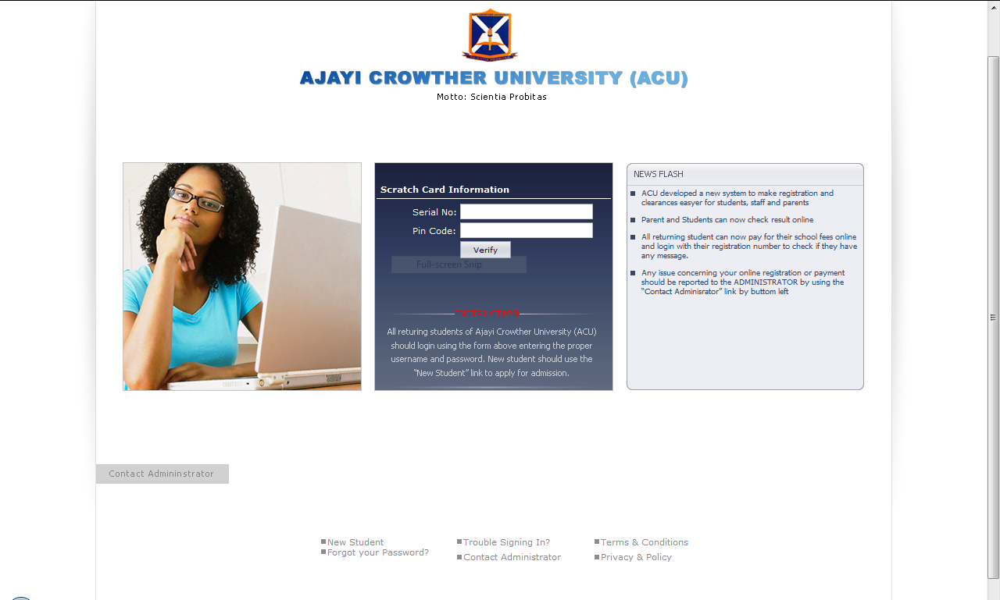 AJAYI CROWTHER UNIVERSITY (ACU)
Motto: Scientia Probitas
Scratch Card Information
Serial No:
Pin Code:
Verify
Full-screen Snip
INSTRUCTION
All returing students of Ajayi Crowther University (ACU)
should login using the form above entering the proper
username and password. New student should use the
"New Student" link to apply for admission.
NEWS FLASH
ACU developed a new system to make registration and
clearances easyer for students, staff and parents
Parent and Students can now check result online
All returning student can now pay for their school fees online
and login with their registration number to check if they have
any message.
Any issue concerning your online registration or payment
should be reported to the ADMINISTRATOR by using the
“Contact Adminisrator” link by buttom left
Contact Admininstrator
New Student
Forgot your Password?
Trouble Signing In?
Contact Administrator
Terms & Conditions
Privacy & Policy